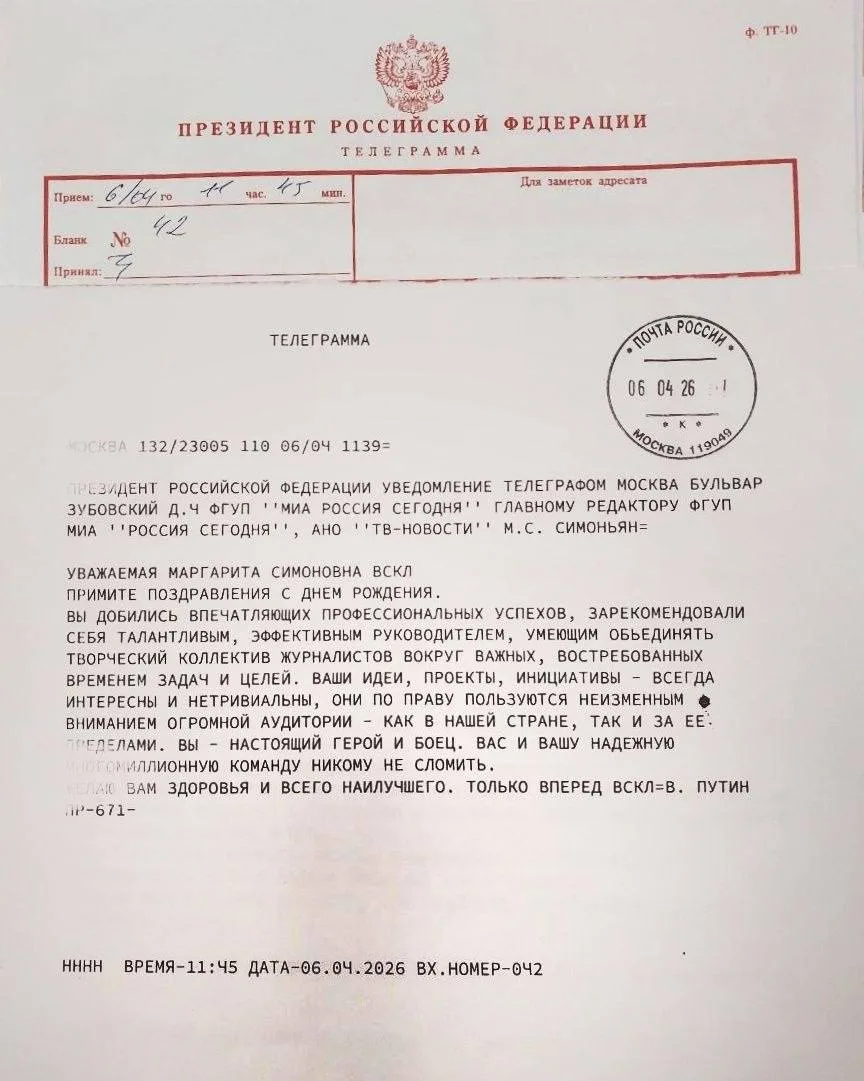 ф. ТГ-10
ПРЕЗИДЕНТ РОССИЙСКОЙ ФЕДЕРАЦИИ
ТЕЛЕГРАММА
Прием: 6/04 го 11 час. 45 мин.
Для заметок адресата
Бланк № 42
Принял:
ТЕЛЕГРАММА
ПОЧТА РОССИИ
06 04 26
* К *
МОСКВА 119049
МОСКВА 132/23005 110 06/04 1139=
ПРЕЗИДЕНТ РОССИЙСКОЙ ФЕДЕРАЦИИ УВЕДОМЛЕНИЕ ТЕЛЕГРАФОМ МОСКВА БУЛЬВАР
ЗУБОВСКИЙ Д.4 ФГУП ''МИА РОССИЯ СЕГОДНЯ'' ГЛАВНОМУ РЕДАКТОРУ ФГУП
МИА ''РОССИЯ СЕГОДНЯ'', АНО ''ТВ-НОВОСТИ'' М.С. СИМОНЬЯН=
УВАЖАЕМАЯ МАРГАРИТА СИМОНОВНА ВСКЛ
ПРИМИТЕ ПОЗДРАВЛЕНИЯ С ДНЕМ РОЖДЕНИЯ.
ВЫ ДОБИЛИСЬ ВПЕЧАТЛЯЮЩИХ ПРОФЕССИОНАЛЬНЫХ УСПЕХОВ, ЗАРЕКОМЕНДОВАЛИ
СЕБЯ ТАЛАНТЛИВЫМ, ЭФФЕКТИВНЫМ РУКОВОДИТЕЛЕМ, УМЕЮЩИМ ОБЬЕДИНЯТЬ
ТВОРЧЕСКИЙ КОЛЛЕКТИВ ЖУРНАЛИСТОВ ВОКРУГ ВАЖНЫХ, ВОСТРЕБОВАННЫХ
ВРЕМЕНЕМ ЗАДАЧ И ЦЕЛЕЙ. ВАШИ ИДЕИ, ПРОЕКТЫ, ИНИЦИАТИВЫ - ВСЕГДА
ИНТЕРЕСНЫ И НЕТРИВИАЛЬНЫ, ОНИ ПО ПРАВУ ПОЛЬЗУЮТСЯ НЕИЗМЕННЫМ
ВНИМАНИЕМ ОГРОМНОЙ АУДИТОРИИ - КАК В НАШЕЙ СТРАНЕ, ТАК И ЗА ЕЕ
ПРЕДЕЛАМИ. ВЫ - НАСТОЯЩИЙ ГЕРОЙ И БОЕЦ. ВАС И ВАШУ НАДЕЖНУЮ
МНОГОМИЛЛИОННУЮ КОМАНДУ НИКОМУ НЕ СЛОМИТЬ.
ЖЕЛАЮ ВАМ ЗДОРОВЬЯ И ВСЕГО НАИЛУЧШЕГО. ТОЛЬКО ВПЕРЕД ВСКЛ=В. ПУТИН
ПР-671-
НННН ВРЕМЯ-11:45 ДАТА-06.04.2026 ВХ.НОМЕР-042